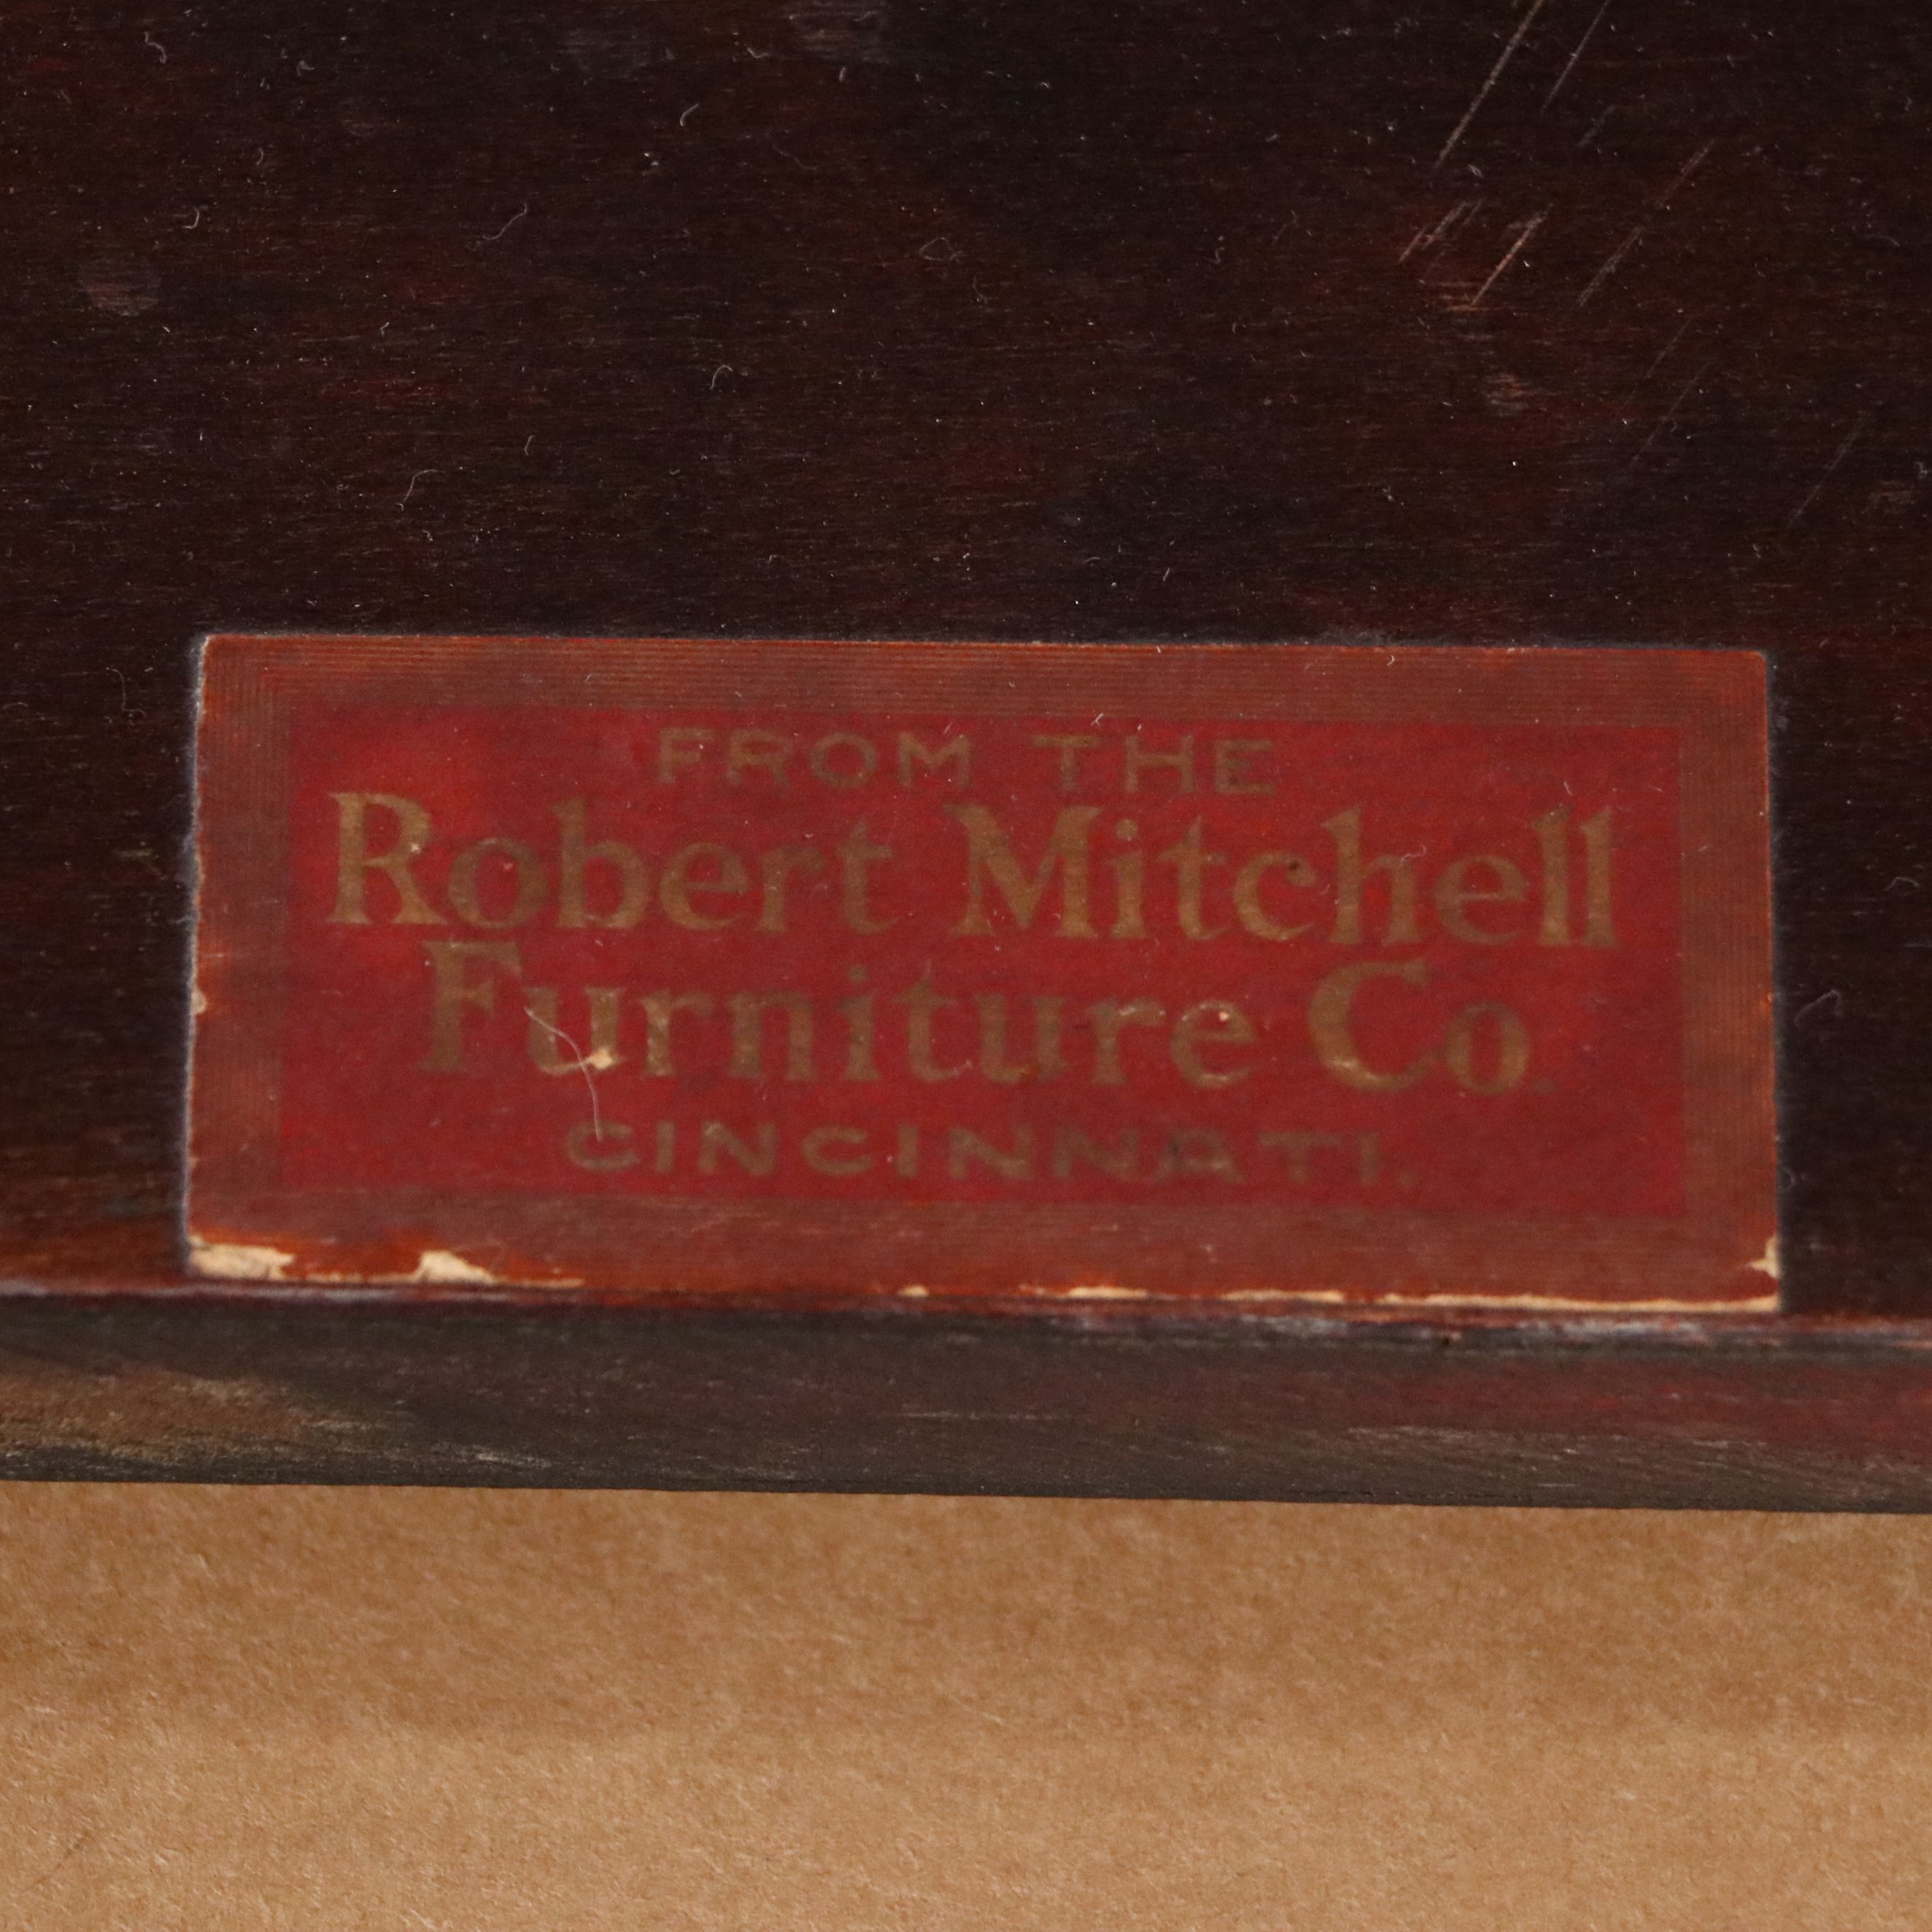 FROM THE
Robert Mitchell
Furniture Co.
CINCINNATI.